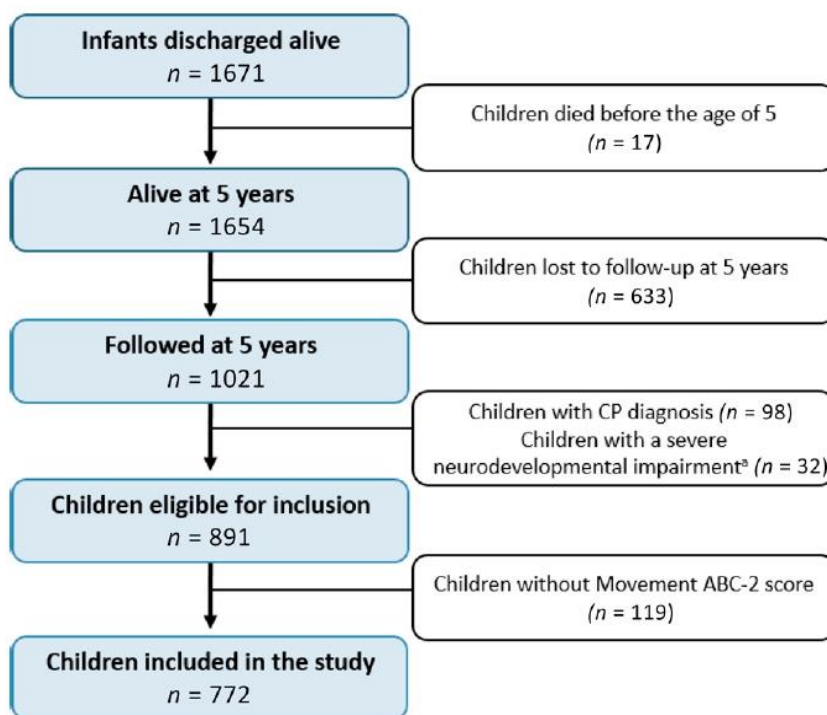 Infants discharged alive
n = 1671
Children died before the age of 5
(n = 17)
Alive at 5 years
n = 1654
Children lost to follow-up at 5 years
(n = 633)
Followed at 5 years
n = 1021
Children with CP diagnosis (n = 98)
Children with a severe
neurodevelopmental impairmentᵃ (n = 32)
Children eligible for inclusion
n = 891
Children without Movement ABC-2 score
(n = 119)
Children included in the study
n = 772